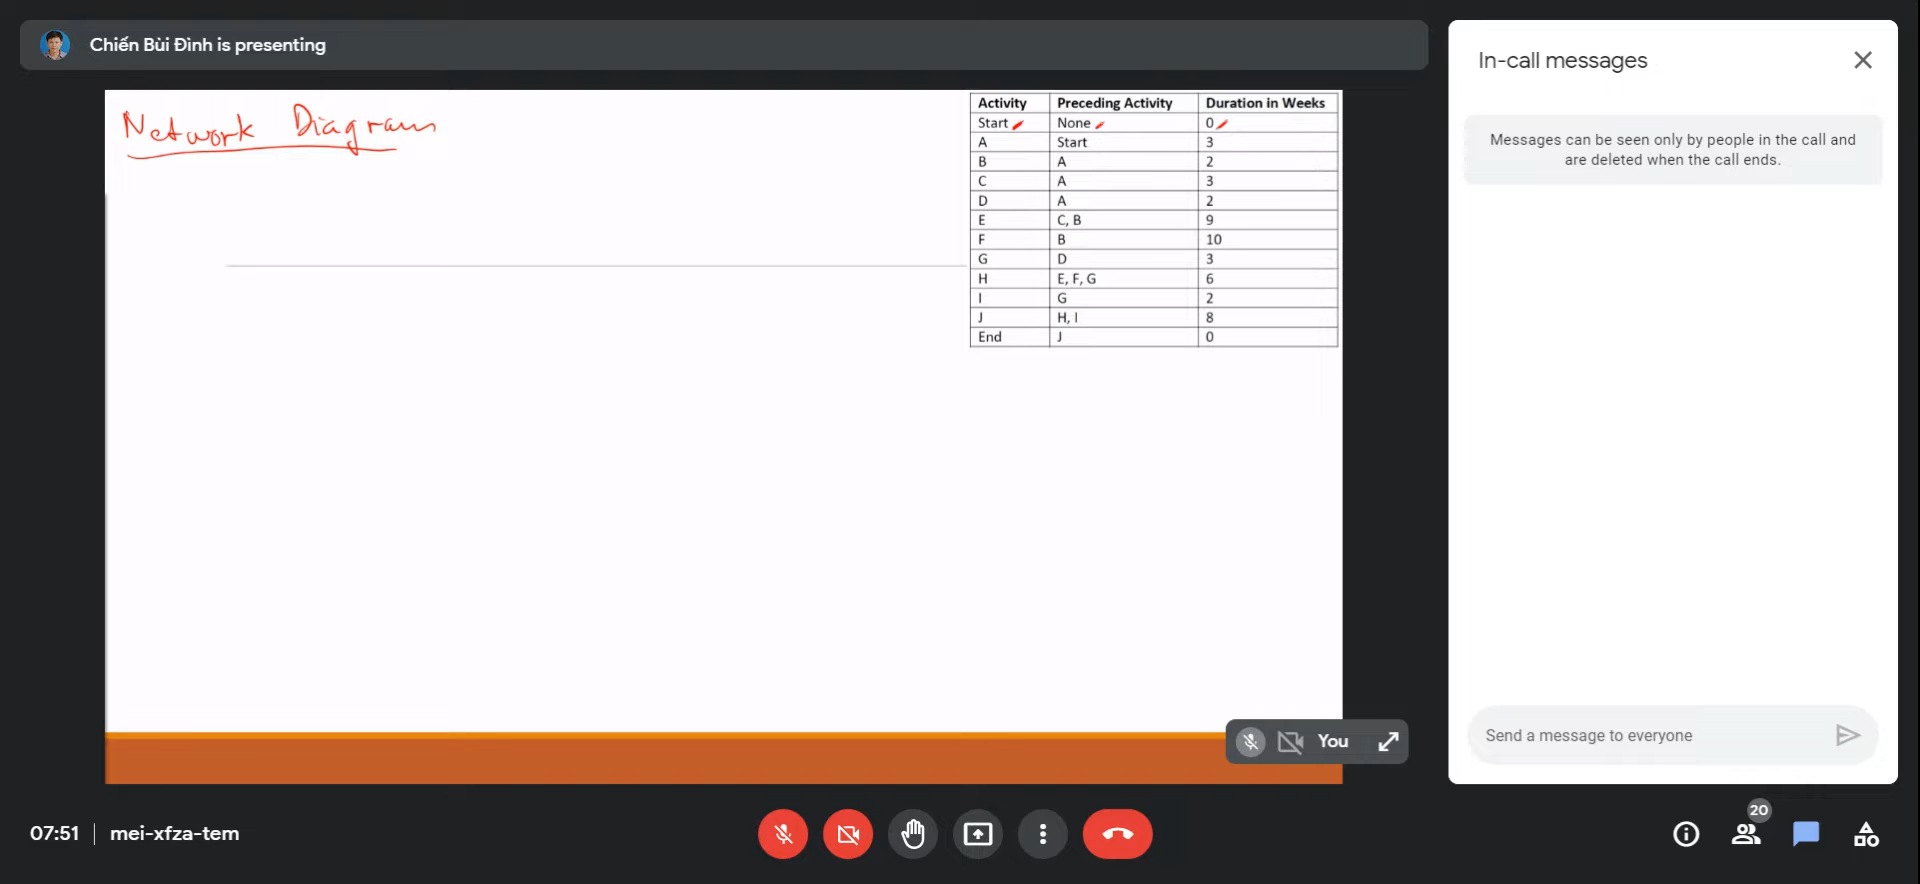 Chiến Bùi Đình is presenting
Network Diagram
Activity Preceding Activity Duration in Weeks
Start None 0
A Start 3
B A 2
C A 3
D A 2
E C, B 9
F B 10
G D 3
H E, F, G 6
I G 2
J H, I 8
End J 0
You
07:51 mei-xfza-tem
In-call messages
Messages can be seen only by people in the call and
are deleted when the call ends.
Send a message to everyone
20